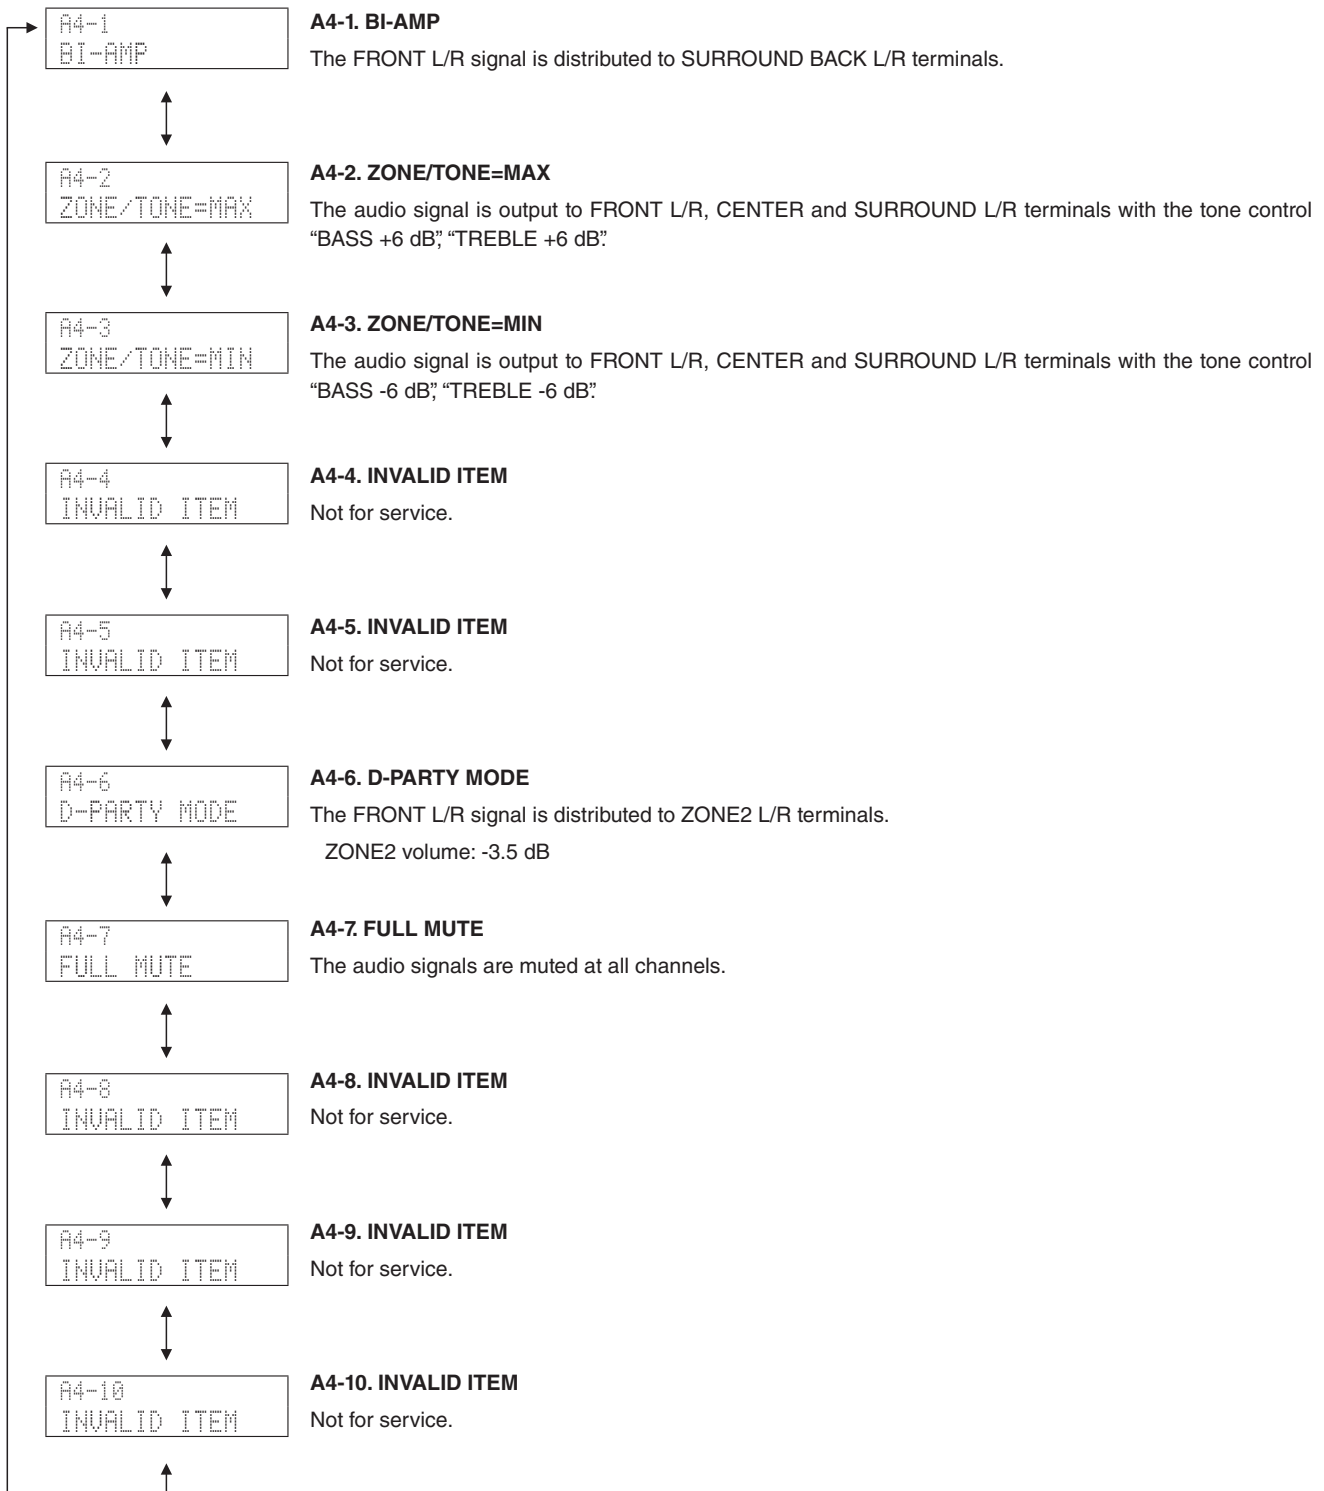 A4-1
BI-AMP
A4-1. BI-AMP
The FRONT L/R signal is distributed to SURROUND BACK L/R terminals.
A4-2
ZONE/TONE=MAX
A4-2. ZONE/TONE=MAX
The audio signal is output to FRONT L/R, CENTER and SURROUND L/R terminals with the tone control
“BASS +6 dB”, “TREBLE +6 dB”.
A4-3
ZONE/TONE=MIN
A4-3. ZONE/TONE=MIN
The audio signal is output to FRONT L/R, CENTER and SURROUND L/R terminals with the tone control
“BASS -6 dB”, “TREBLE -6 dB”.
A4-4
INVALID ITEM
A4-4. INVALID ITEM
Not for service.
A4-5
INVALID ITEM
A4-5. INVALID ITEM
Not for service.
A4-6
D-PARTY MODE
A4-6. D-PARTY MODE
The FRONT L/R signal is distributed to ZONE2 L/R terminals.
ZONE2 volume: -3.5 dB
A4-7
FULL MUTE
A4-7. FULL MUTE
The audio signals are muted at all channels.
A4-8
INVALID ITEM
A4-8. INVALID ITEM
Not for service.
A4-9
INVALID ITEM
A4-9. INVALID ITEM
Not for service.
A4-10
INVALID ITEM
A4-10. INVALID ITEM
Not for service.